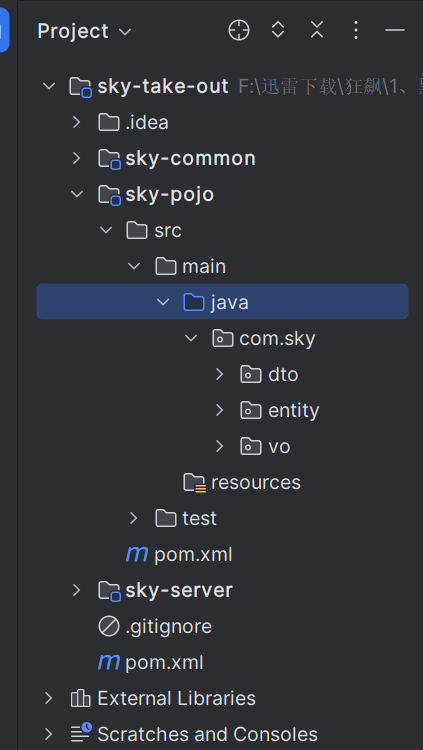 Project
sky-take-out F:\迅雷下载\狂飙\1、
.idea
sky-common
sky-pojo
src
main
java
com.sky
dto
entity
vo
resources
test
m pom.xml
sky-server
.gitignore
m pom.xml
External Libraries
Scratches and Consoles